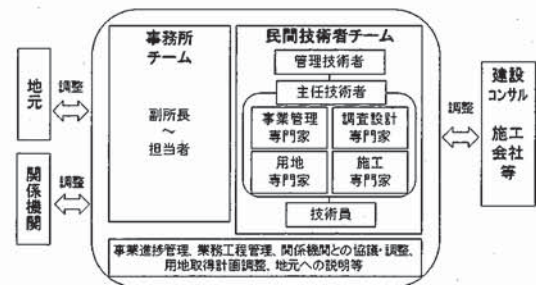 事務所
チーム
副所長
～
担当者
民間技術者チーム
管理技術者
主任技術者
事業管理
専門家
調査設計
専門家
用地
専門家
施工
専門家
技術員
地元
調整
関係機関
調整
調整
建設
コンサル
施工
会社
等
事業進捗管理、業務工程管理、関係機関との協議・調整、
用地取得計画調整、地元への説明等